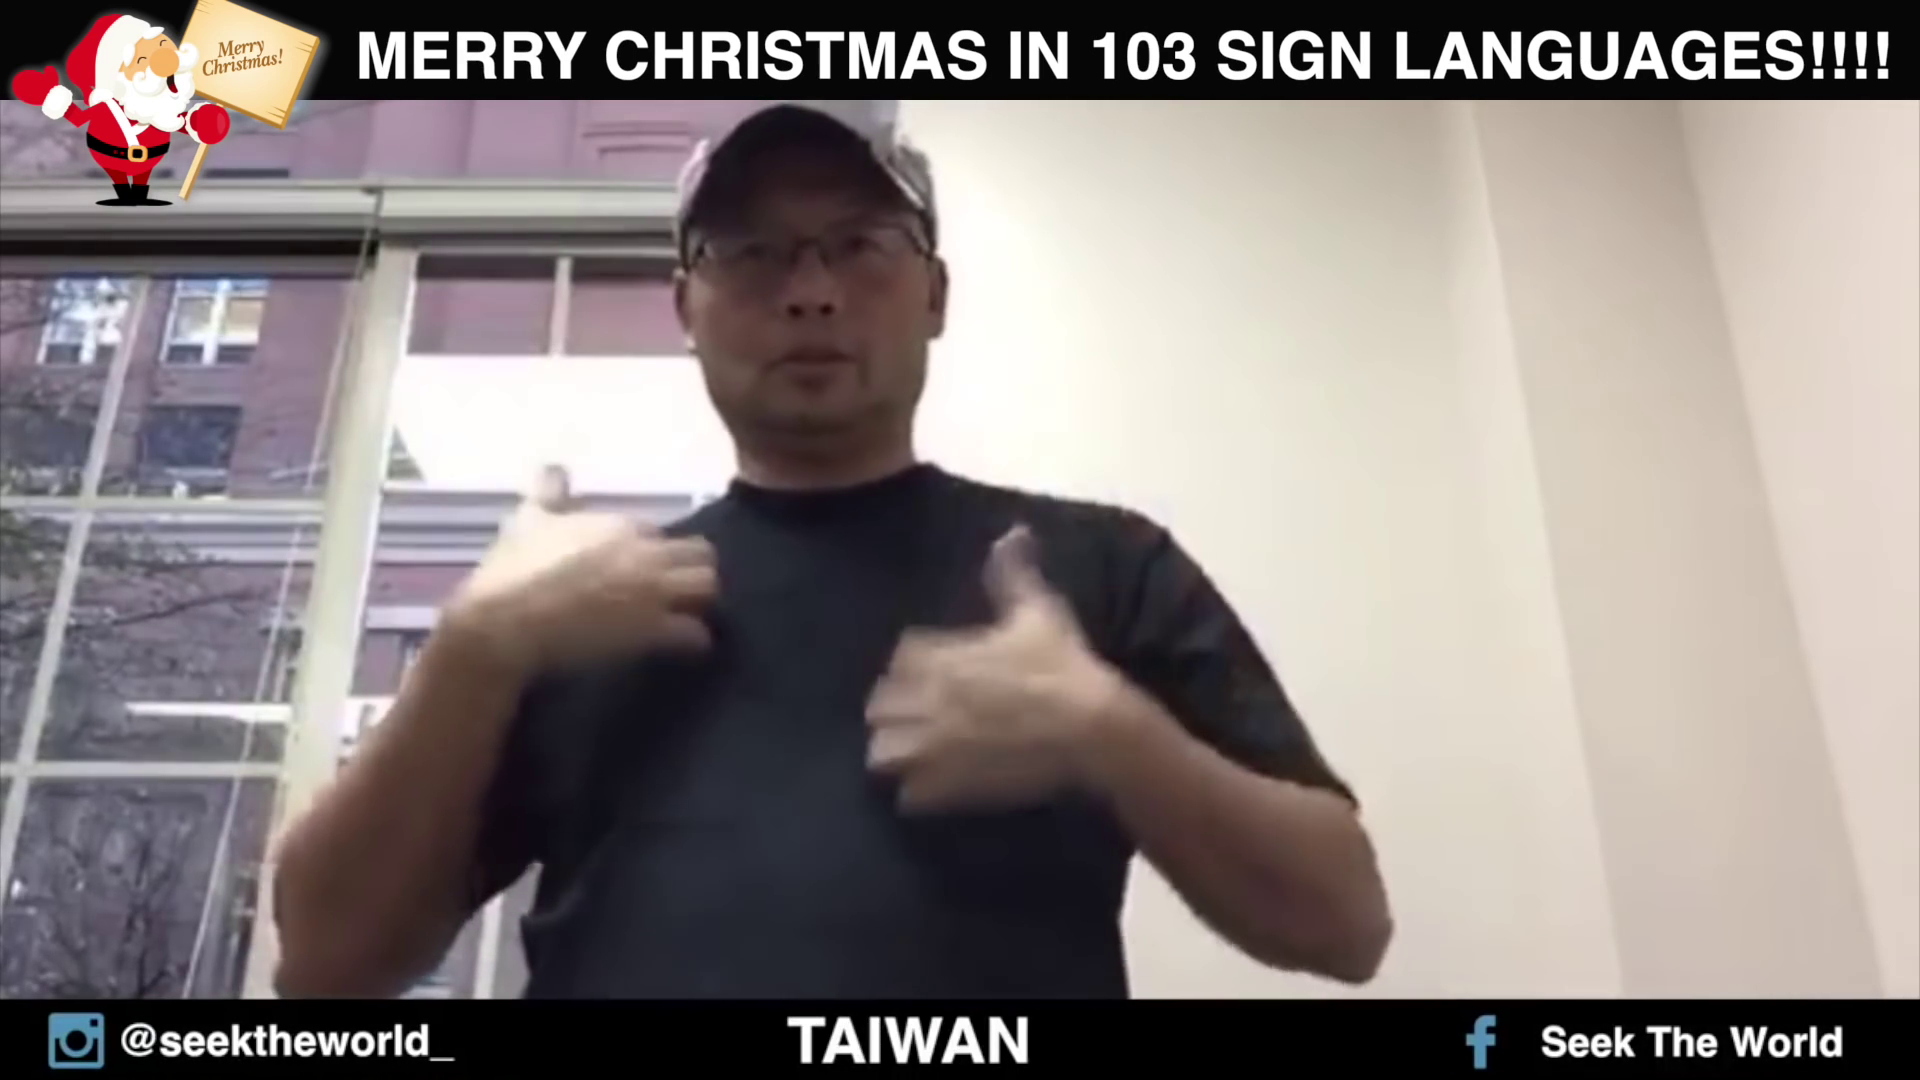 Merry
Christmas!
MERRY CHRISTMAS IN 103 SIGN LANGUAGES!!!!
@seektheworld_
TAIWAN
Seek The World